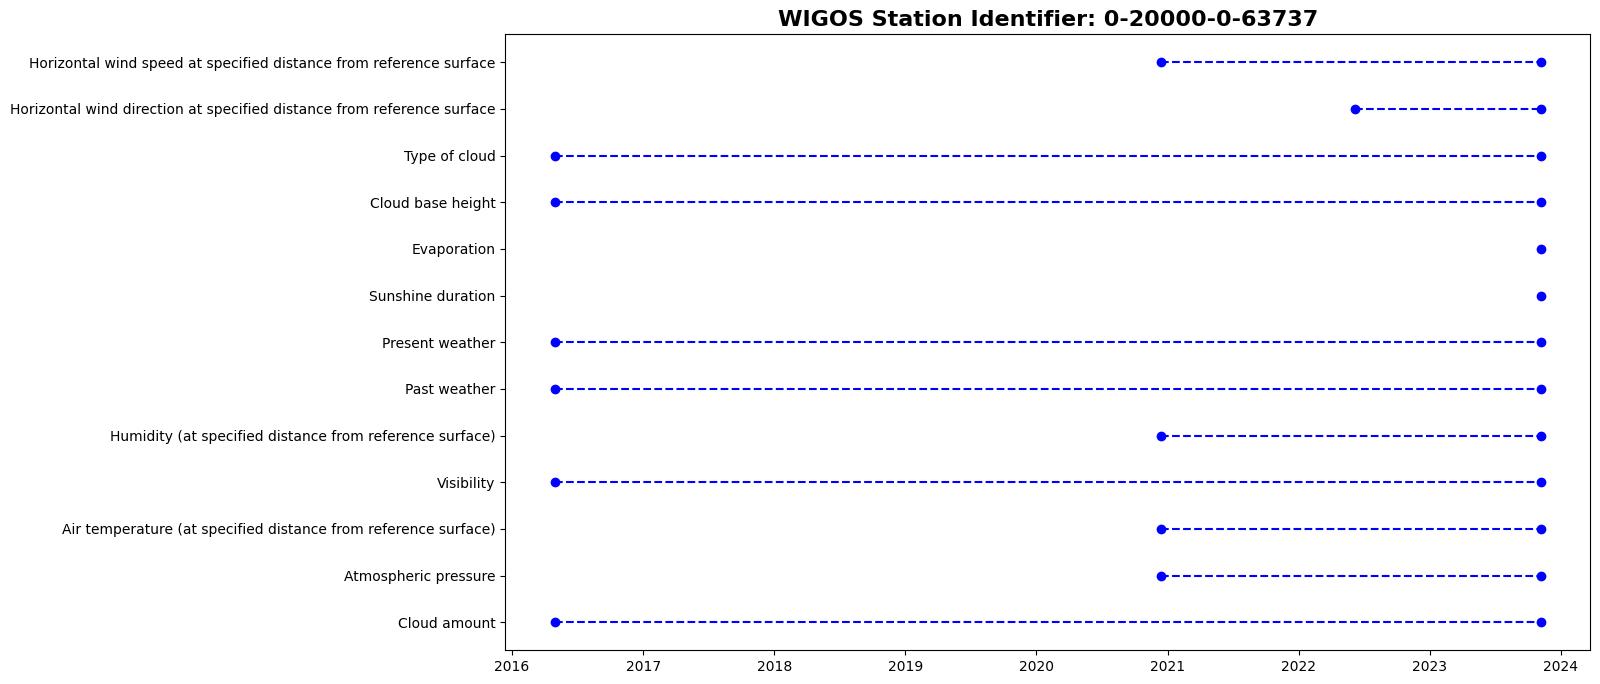 WIGOS Station Identifier: 0-20000-0-63737
Horizontal wind speed at specified distance from reference surface
Horizontal wind direction at specified distance from reference surface
Type of cloud
Cloud base height
Evaporation
Sunshine duration
Present weather
Past weather
Humidity (at specified distance from reference surface)
Visibility
Air temperature (at specified distance from reference surface)
Atmospheric pressure
Cloud amount
2016 2017 2018 2019 2020 2021 2022 2023 2024